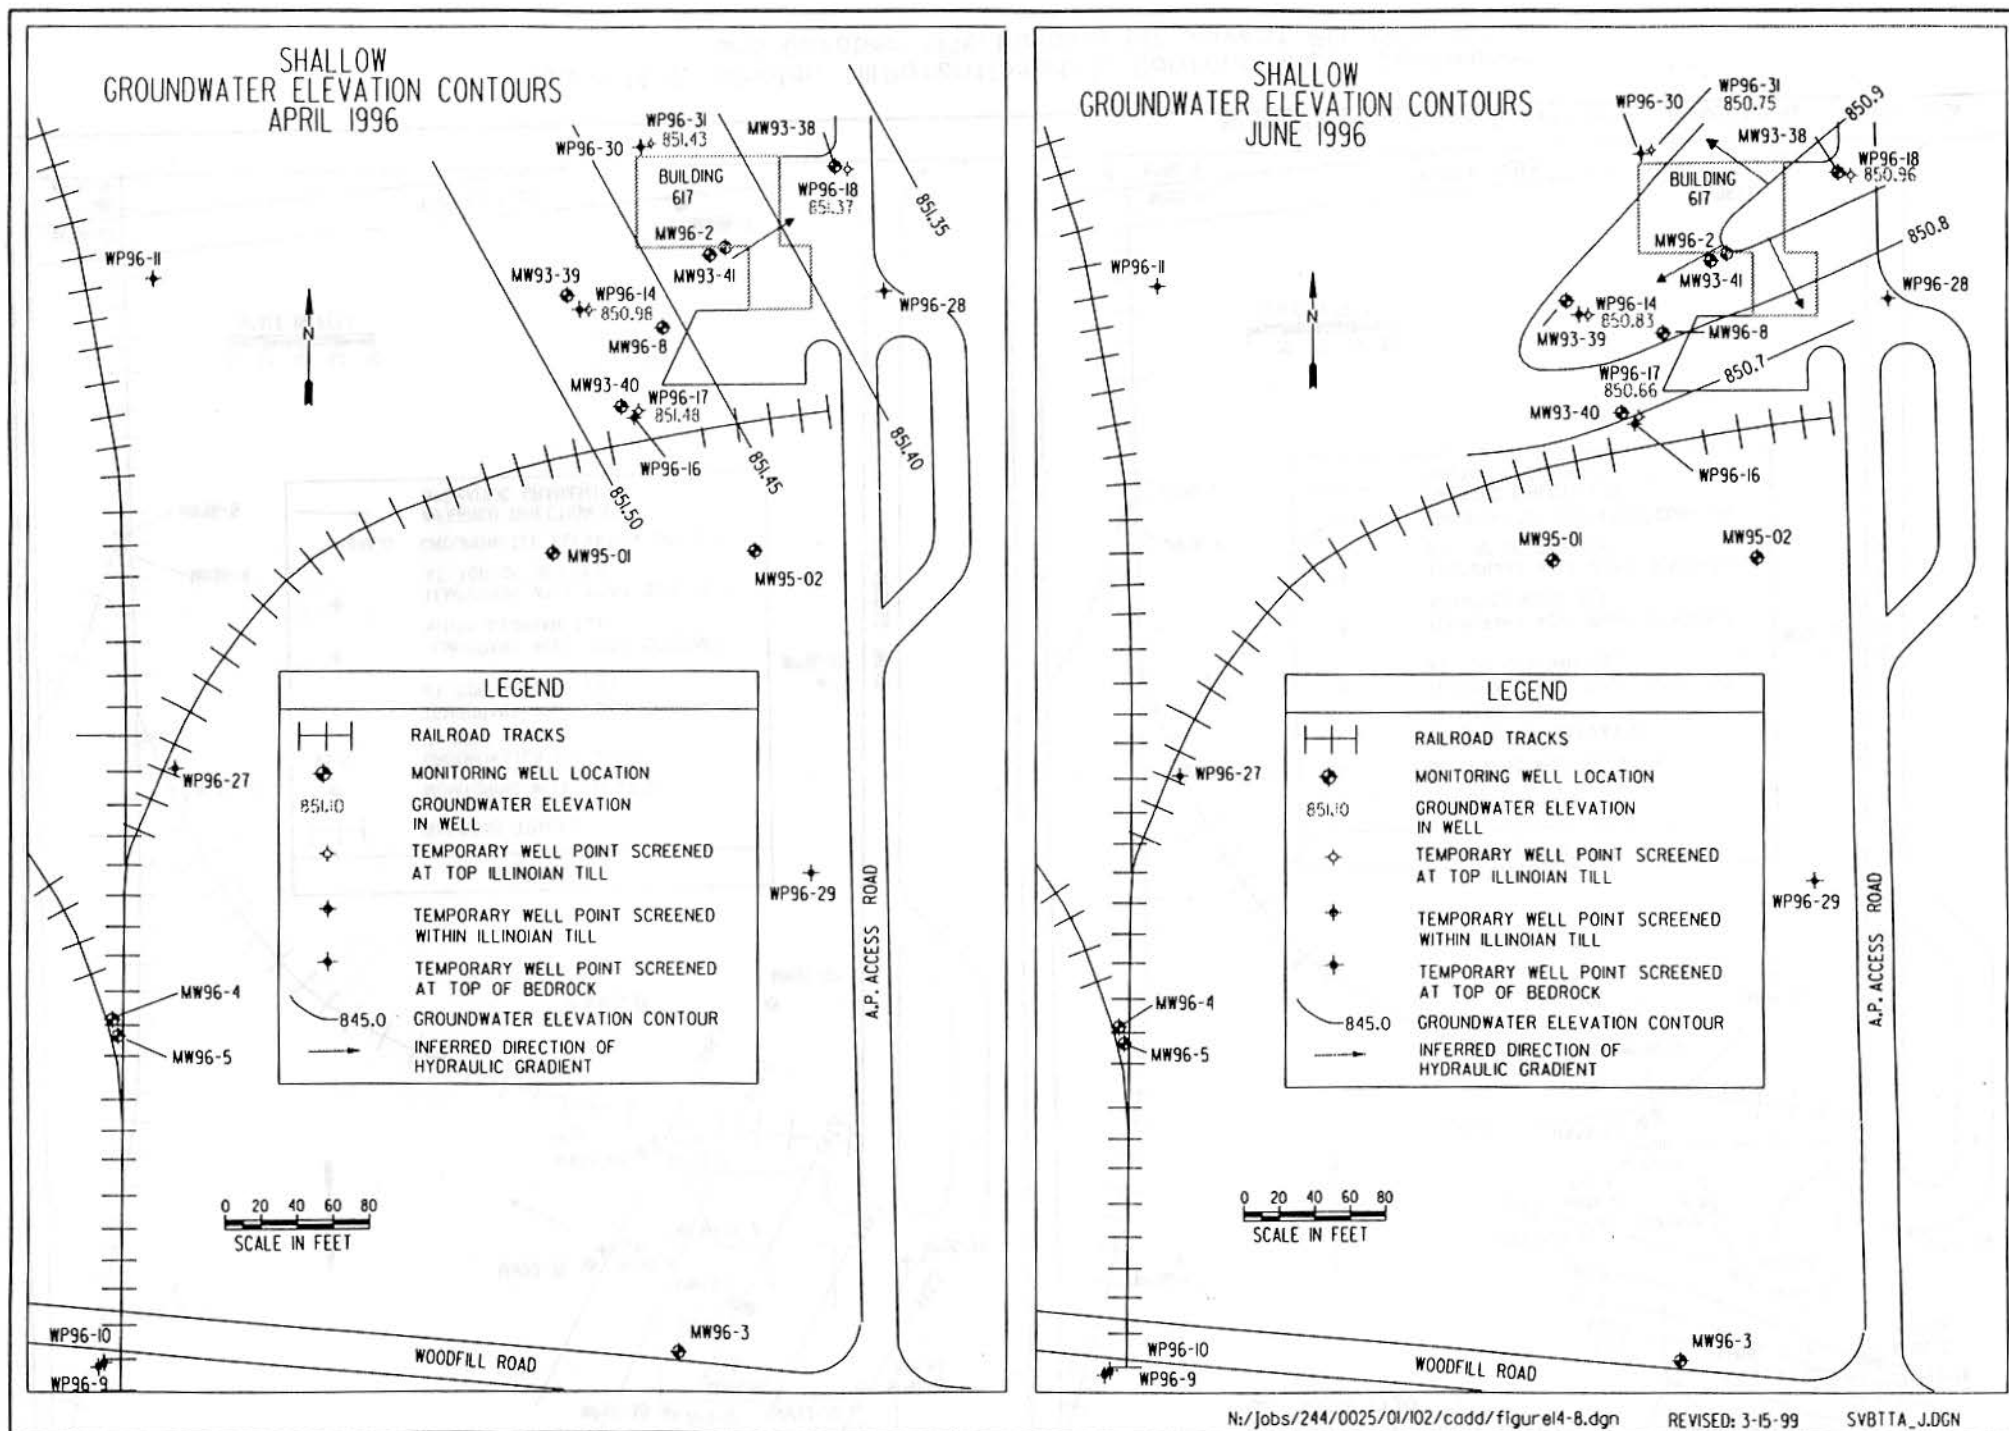 SHALLOW
GROUNDWATER ELEVATION CONTOURS
APRIL 1996
WP96-31
851.43
MW93-38
WP96-30
BUILDING
617
WP96-18
851.37
851.35
MW96-2
WP96-11
MW93-39
MW93-41
WP96-14
850.98
WP96-28
N
MW96-8
MW93-40
WP96-17
851.48
WP96-16
851.50
851.45
851.40
MW95-01
MW95-02
LEGEND
RAILROAD TRACKS
MONITORING WELL LOCATION
851.10 GROUNDWATER ELEVATION
IN WELL
TEMPORARY WELL POINT SCREENED
AT TOP ILLINOIAN TILL
TEMPORARY WELL POINT SCREENED
WITHIN ILLINOIAN TILL
TEMPORARY WELL POINT SCREENED
AT TOP OF BEDROCK
845.0 GROUNDWATER ELEVATION CONTOUR
INFERRED DIRECTION OF
HYDRAULIC GRADIENT
WP96-27
WP96-29
A.P. ACCESS ROAD
MW96-4
MW96-5
0 20 40 60 80
SCALE IN FEET
WP96-10
WP96-9
WOODFILL ROAD
MW96-3
SHALLOW
GROUNDWATER ELEVATION CONTOURS
JUNE 1996
WP96-31
850.75
WP96-30
MW93-38
850.9
WP96-18
850.96
BUILDING
617
MW96-2
850.8
WP96-11
MW93-41
WP96-28
WP96-14
850.83
N
MW93-39
MW96-8
WP96-17
850.66
850.7
MW93-40
WP96-16
MW95-01
MW95-02
LEGEND
RAILROAD TRACKS
MONITORING WELL LOCATION
851.10 GROUNDWATER ELEVATION
IN WELL
TEMPORARY WELL POINT SCREENED
AT TOP ILLINOIAN TILL
TEMPORARY WELL POINT SCREENED
WITHIN ILLINOIAN TILL
TEMPORARY WELL POINT SCREENED
AT TOP OF BEDROCK
845.0 GROUNDWATER ELEVATION CONTOUR
INFERRED DIRECTION OF
HYDRAULIC GRADIENT
WP96-27
WP96-29
A.P. ACCESS ROAD
MW96-4
MW96-5
0 20 40 60 80
SCALE IN FEET
WP96-10
WP96-9
WOODFILL ROAD
MW96-3
N:/jobs/244/0025/01/102/cadd/figure14-8.dgn REVISED: 3-15-99 SVBTTA_J.DGN